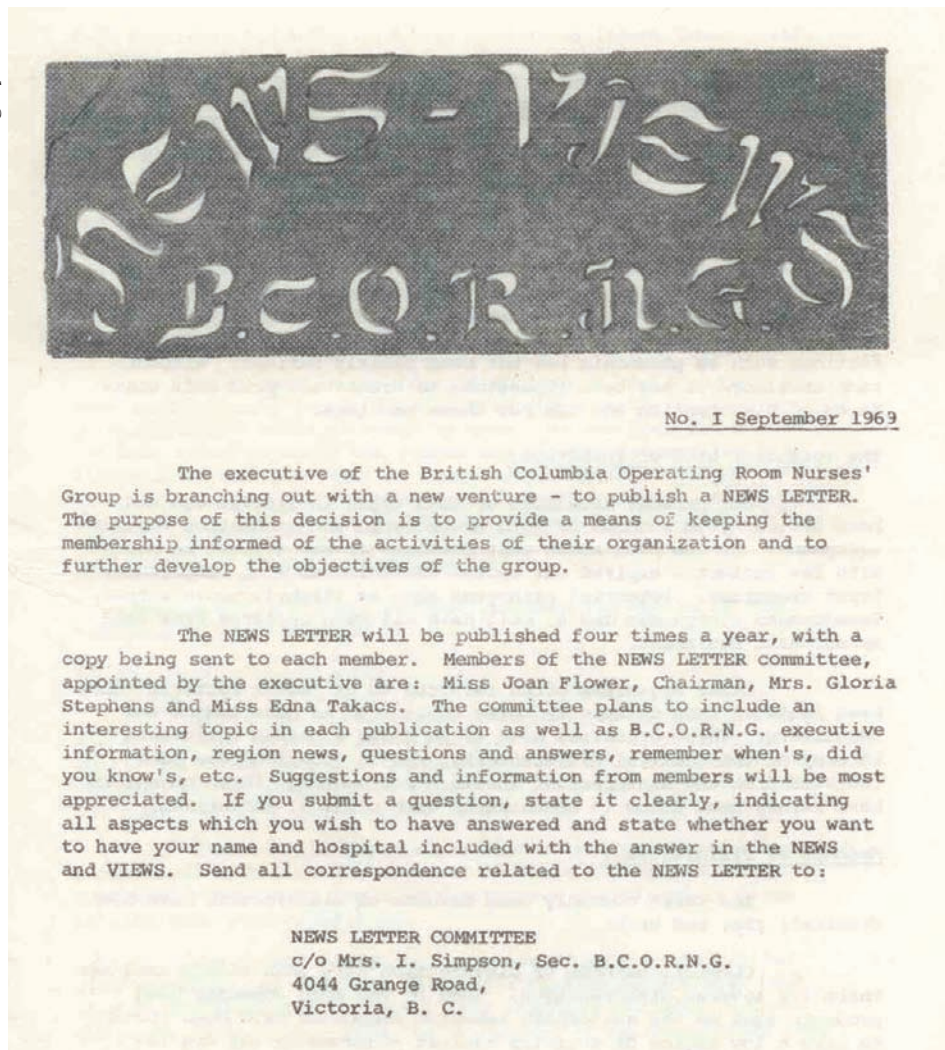 NEWS - VIEWS
B.C.O.R.N.G.
No. I September 1969
The executive of the British Columbia Operating Room Nurses'
Group is branching out with a new venture - to publish a NEWS LETTER.
The purpose of this decision is to provide a means of keeping the
membership informed of the activities of their organization and to
further develop the objectives of the group.
The NEWS LETTER will be published four times a year, with a
copy being sent to each member. Members of the NEWS LETTER committee,
appointed by the executive are: Miss Joan Flower, Chairman, Mrs. Gloria
Stephens and Miss Edna Takacs. The committee plans to include an
interesting topic in each publication as well as B.C.O.R.N.G. executive
information, region news, questions and answers, remember when's, did
you know's, etc. Suggestions and information from members will be most
appreciated. If you submit a question, state it clearly, indicating
all aspects which you wish to have answered and state whether you want
to have your name and hospital included with the answer in the NEWS
and VIEWS. Send all correspondence related to the NEWS LETTER to:
NEWS LETTER COMMITTEE
c/o Mrs. I. Simpson, Sec. B.C.O.R.N.G.
4044 Grange Road,
Victoria, B. C.